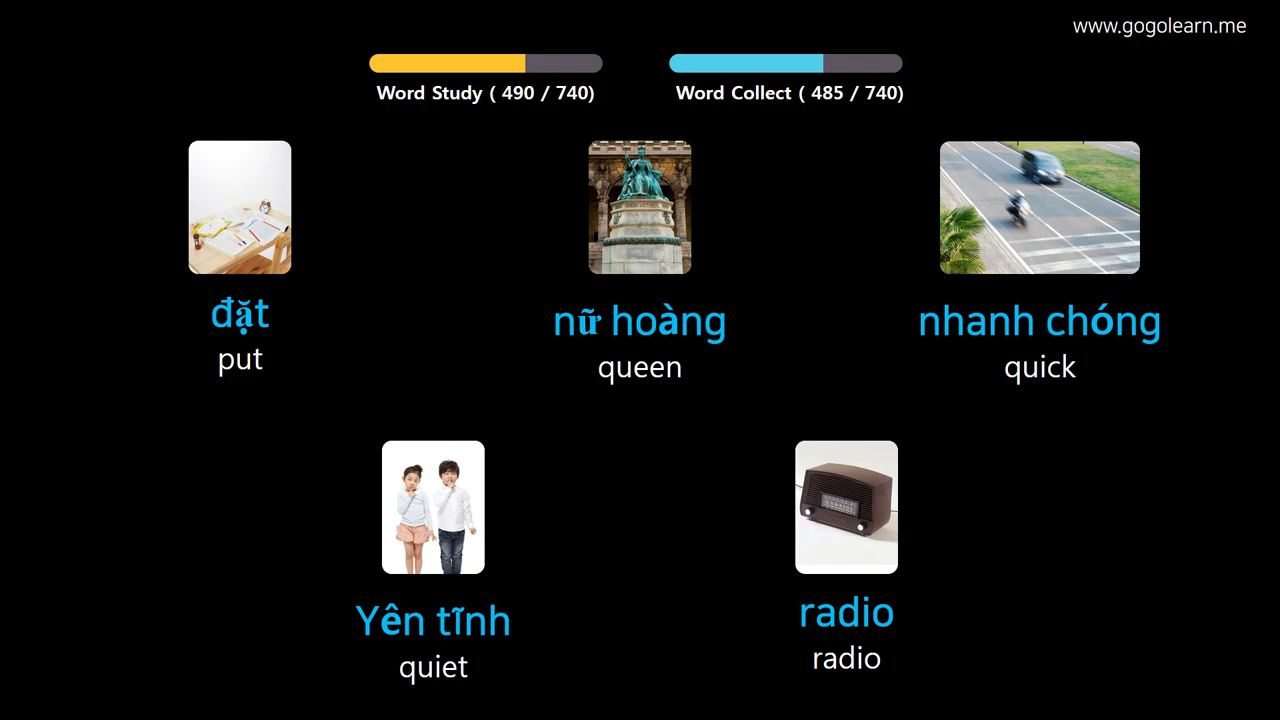 www.gogolearn.me
Word Study ( 490 / 740)
Word Collect ( 485 / 740)
đặt
put
nữ hoàng
queen
nhanh chóng
quick
Yên tĩnh
quiet
radio
radio